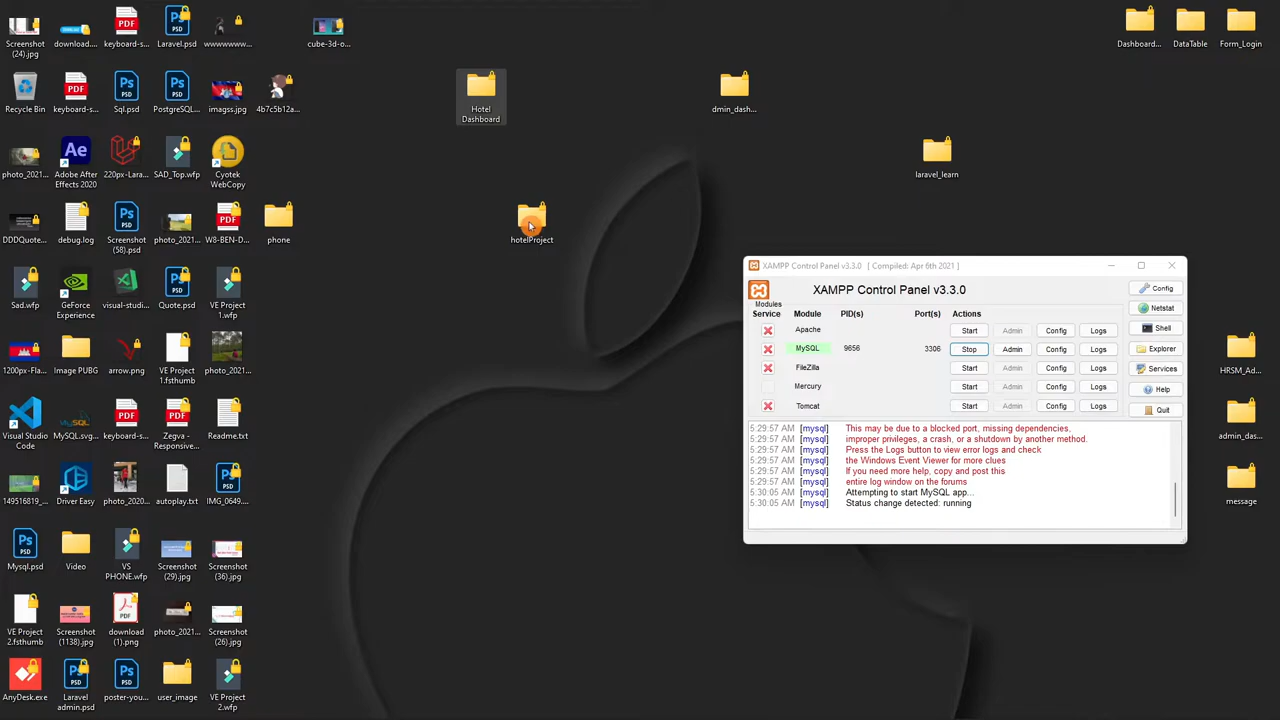 Screenshot
(24).jpg
download....
keyboard-s...
Laravel.psd
wwwwwww...
cube-3d-o...
Dashboard...
DataTable
Form_Login
Recycle Bin
keyboard-s...
Sql.psd
PostgreSQL...
imagss.jpg
4b7c5b12a...
Hotel
Dashboard
dmin_dash...
photo_2021...
Adobe After
Effects 2020
220px-Lara...
SAD_Top.wfp
Cyotek
WebCopy
laravel_learn
DDDQuote...
debug.log
Screenshot
(58).psd
photo_2021...
W8-BEN-D...
phone
hotelProject
Sad.wfp
GeForce
Experience
visual-studi...
Quote.psd
VE Project
1.wfp
1200px-Fla...
Image PUBG
arrow.png
VE Project
1.fsthumb
photo_2021...
Visual Studio
Code
MySQL.svg...
keyboard-s...
Zegva -
Responsive...
Readme.txt
149516819_...
Driver Easy
photo_2020...
autoplay.txt
IMG_0649....
Mysql.psd
Video
VS
PHONE.wfp
Screenshot
(29).jpg
Screenshot
(36).jpg
VE Project
2.fsthumb
Screenshot
(1138).jpg
download
(1).png
photo_2021...
Screenshot
(26).jpg
AnyDesk.exe
Laravel
admin.psd
poster-you...
user_image
VE Project
2.wfp
XAMPP Control Panel v3.3.0 [ Compiled: Apr 6th 2021 ]
XAMPP Control Panel v3.3.0
Config
Modules
Service Module PID(s) Port(s) Actions
Netstat
Apache Start Admin Config Logs
Shell
MySQL 9656 3306 Stop Admin Config Logs
Explorer
FileZilla Start Admin Config Logs
Services
Mercury Start Admin Config Logs
Help
Tomcat Start Admin Config Logs
Quit
5:29:57 AM [mysql] This may be due to a blocked port, missing dependencies,
5:29:57 AM [mysql] improper privileges, a crash, or a shutdown by another method.
5:29:57 AM [mysql] Press the Logs button to view error logs and check
5:29:57 AM [mysql] the Windows Event Viewer for more clues
5:29:57 AM [mysql] If you need more help, copy and post this
5:29:57 AM [mysql] entire log window on the forums
5:30:05 AM [mysql] Attempting to start MySQL app...
5:30:05 AM [mysql] Status change detected: running
HRSM_Ad...
admin_das...
message